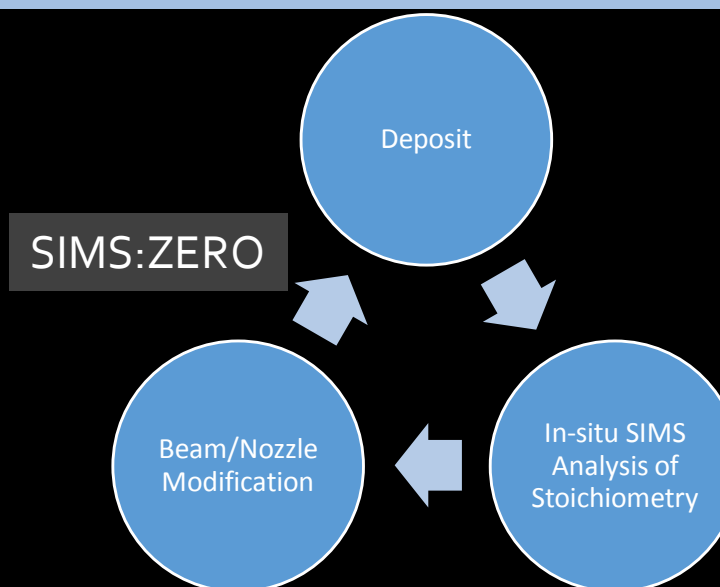 Deposit
SIMS:ZERO
Beam/Nozzle
Modification
In-situ SIMS
Analysis of
Stoichiometry